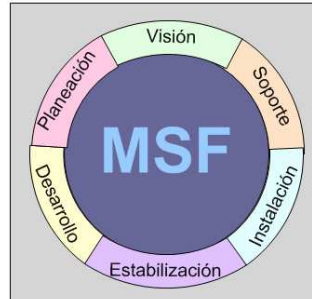 Visión
Soporte
Instalación
Estabilización
Desarrollo
Planeación
MSF